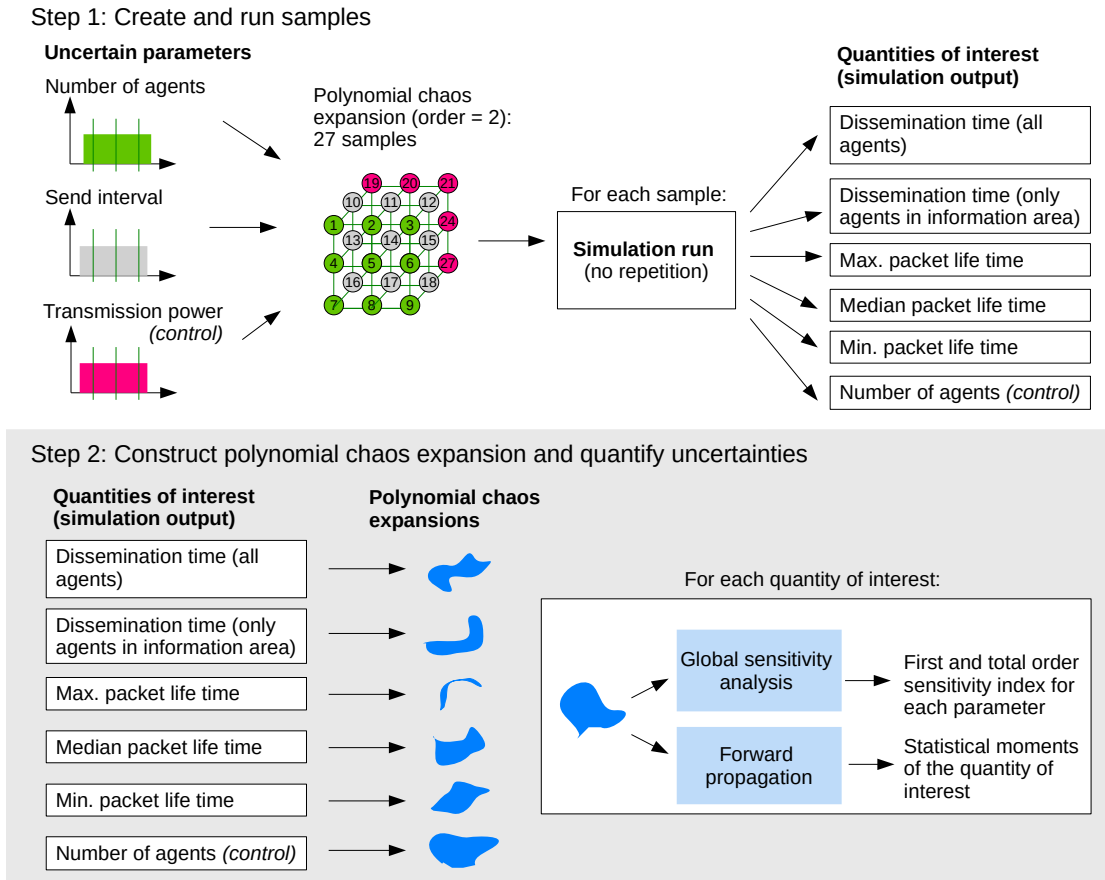 Step 1: Create and run samples
Uncertain parameters
Number of agents
Send interval
Transmission power
(control)
Polynomial chaos
expansion (order = 2):
27 samples
19 20 21
10 11 12
1 2 3 24
13 14 15
4 5 6 27
16 17 18
7 8 9
For each sample:
Simulation run
(no repetition)
Quantities of interest
(simulation output)
Dissemination time (all
agents)
Dissemination time (only
agents in information area)
Max. packet life time
Median packet life time
Min. packet life time
Number of agents (control)
Step 2: Construct polynomial chaos expansion and quantify uncertainties
Quantities of interest
(simulation output)
Dissemination time (all
agents)
Dissemination time (only
agents in information area)
Max. packet life time
Median packet life time
Min. packet life time
Number of agents (control)
Polynomial chaos
expansions
For each quantity of interest:
Global sensitivity
analysis
First and total order
sensitivity index for
each parameter
Forward
propagation
Statistical moments
of the quantity of
interest